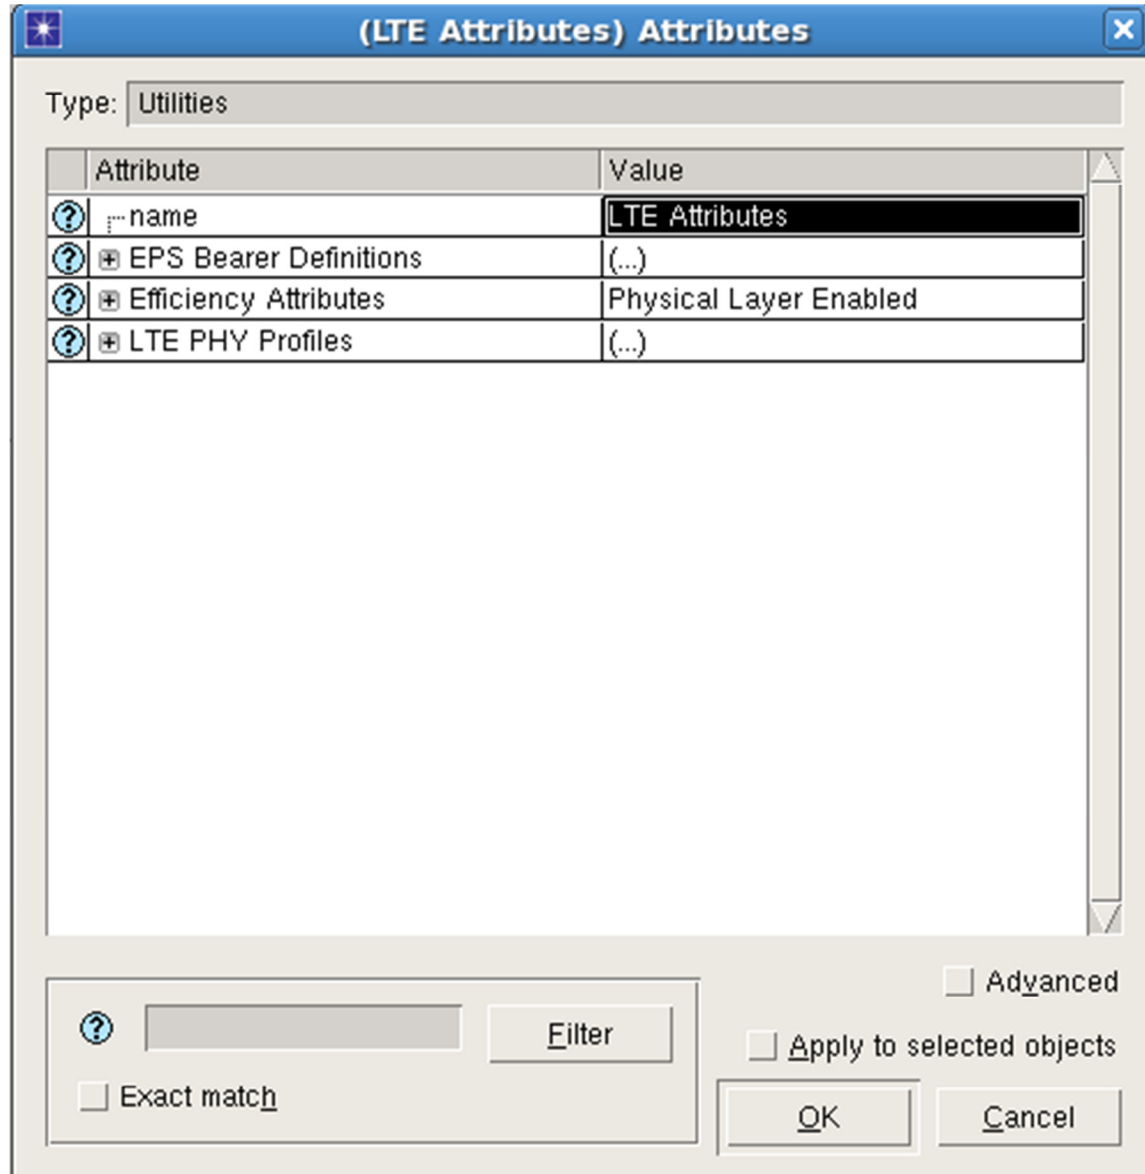 (LTE Attributes) Attributes
Type: Utilities
Attribute Value
name LTE Attributes
EPS Bearer Definitions (...)
Efficiency Attributes Physical Layer Enabled
LTE PHY Profiles (...)
Advanced
Filter
Apply to selected objects
Exact match
OK Cancel